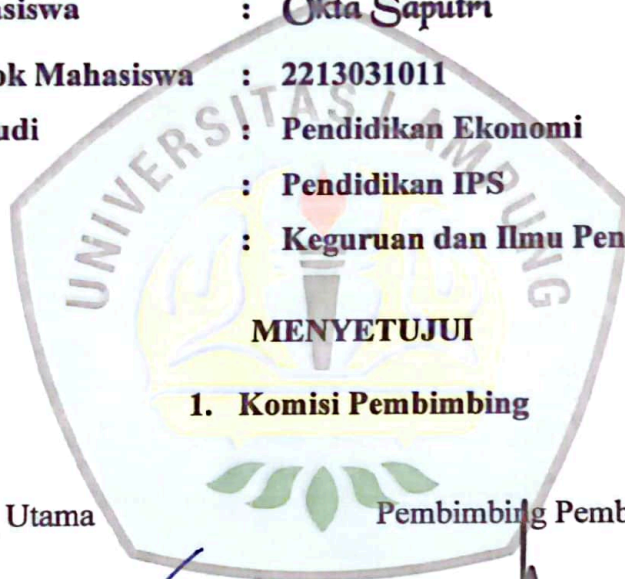 asiswa : Okta Saputri
ok Mahasiswa : 2213031011
udi : Pendidikan Ekonomi
: Pendidikan IPS
: Keguruan dan Ilmu Pen
UNIVERSITAS LAMPUNG
MENYETUJUI
1. Komisi Pembimbing
Utama Pembimbing Pemb